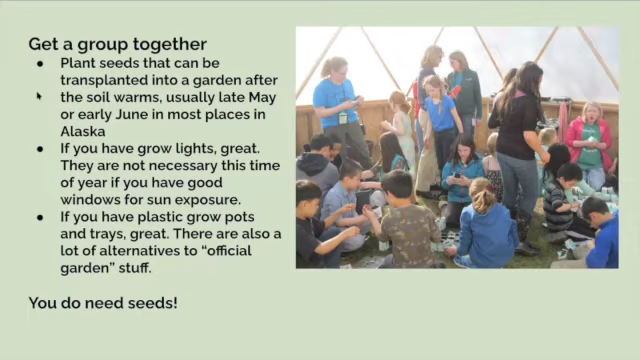 Get a group together
● Plant seeds that can be
transplanted into a garden after
the soil warms, usually late May
or early June in most places in
Alaska
● If you have grow lights, great.
They are not necessary this time
of year if you have good
windows for sun exposure.
● If you have plastic grow pots
and trays, great. There are also a
lot of alternatives to “official
garden” stuff.
You do need seeds!